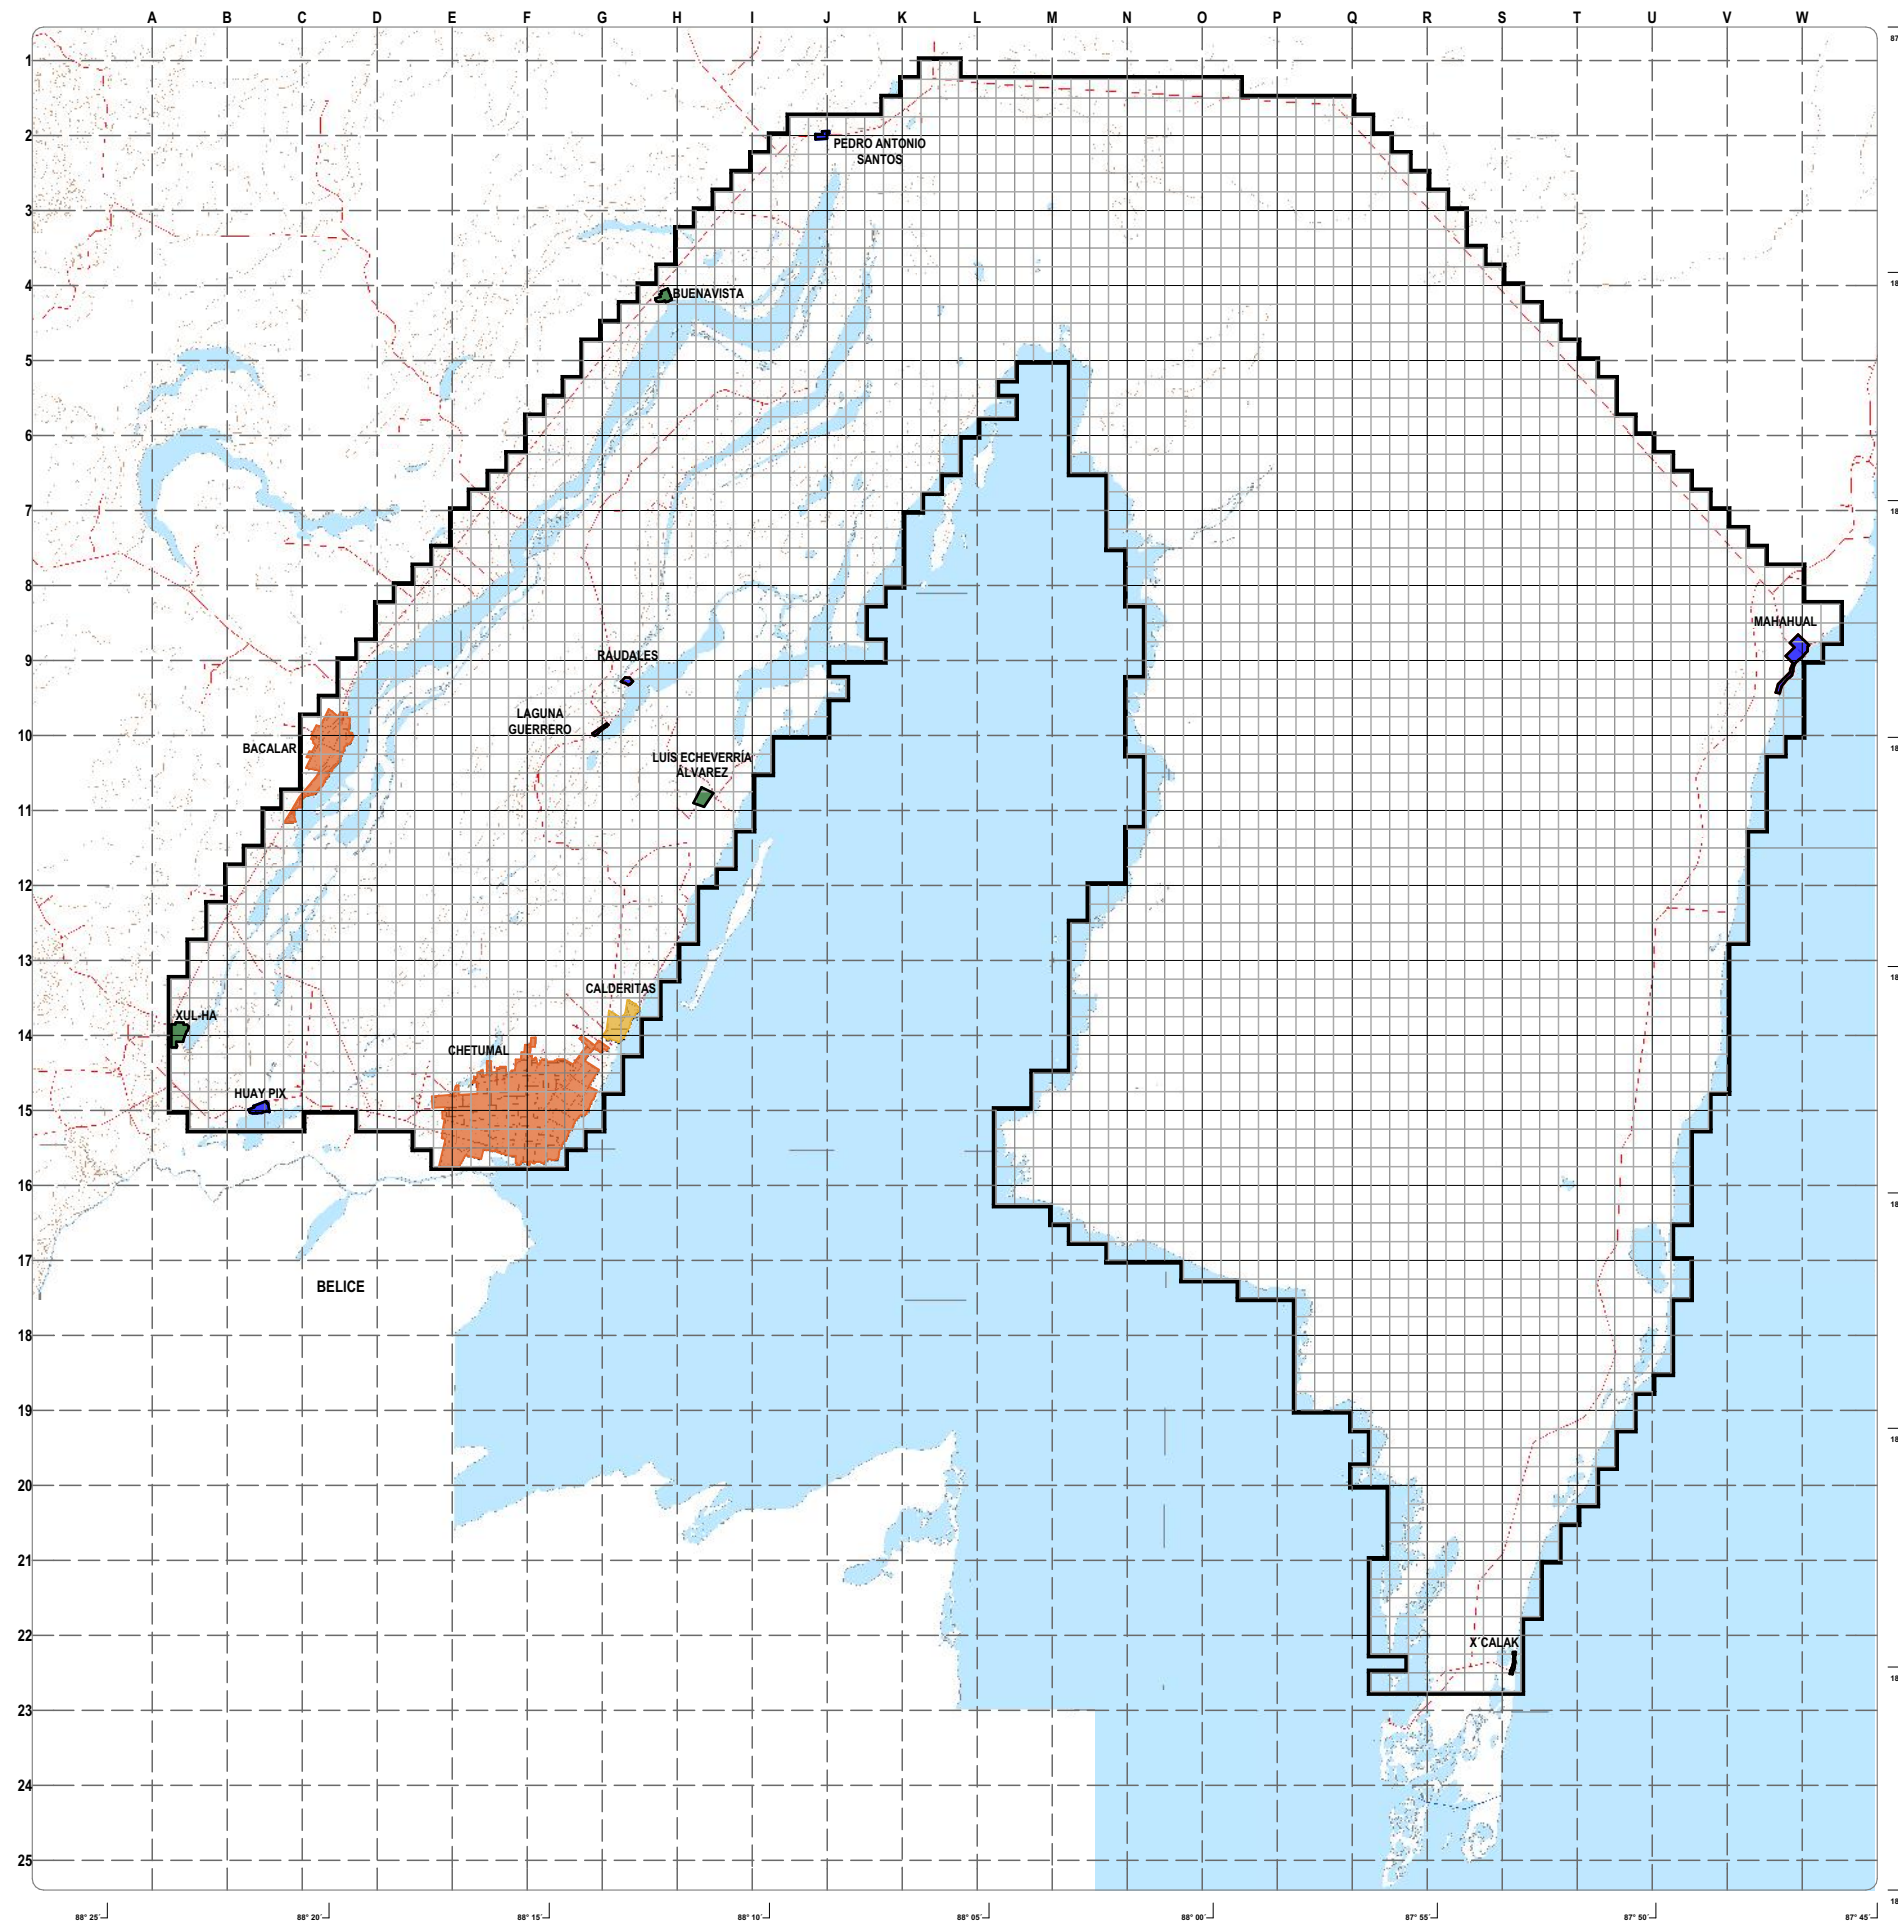 A B C D E F G H I J K L M N O P Q R S T U V W
1
2
PEDRO ANTONIO
SANTOS
3
4
BUENAVISTA
5
6
7
8
MAHAHUAL
9
RAUDALES
LAGUNA
GUERRERO
10
BACALAR
LUIS ECHEVERRÍA
ÁLVAREZ
11
12
13
CALDERITAS
XUL-HA
14
CHETUMAL
HUAY PIX
15
16
17
BELICE
18
19
20
21
22
X´CALAK
23
24
25
88° 25´ 88° 20´ 88° 15´ 88° 10´ 88° 05´ 88° 00´ 87° 55´ 87° 50´ 87° 45´